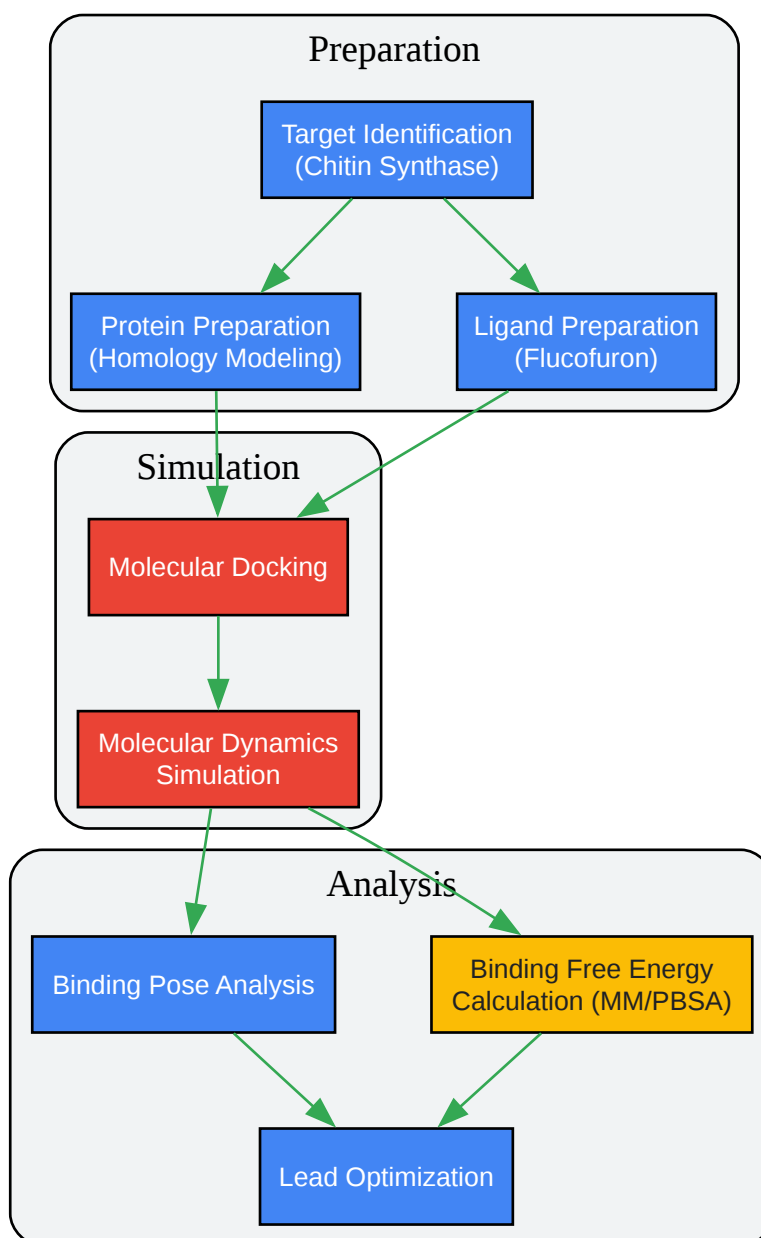 Preparation
Target Identification
(Chitin Synthase)
Protein Preparation
(Homology Modeling)
Ligand Preparation
(Flucofuron)
Simulation
Molecular Docking
Molecular Dynamics
Simulation
Analysis
Binding Pose Analysis
Binding Free Energy
Calculation (MM/PBSA)
Lead Optimization